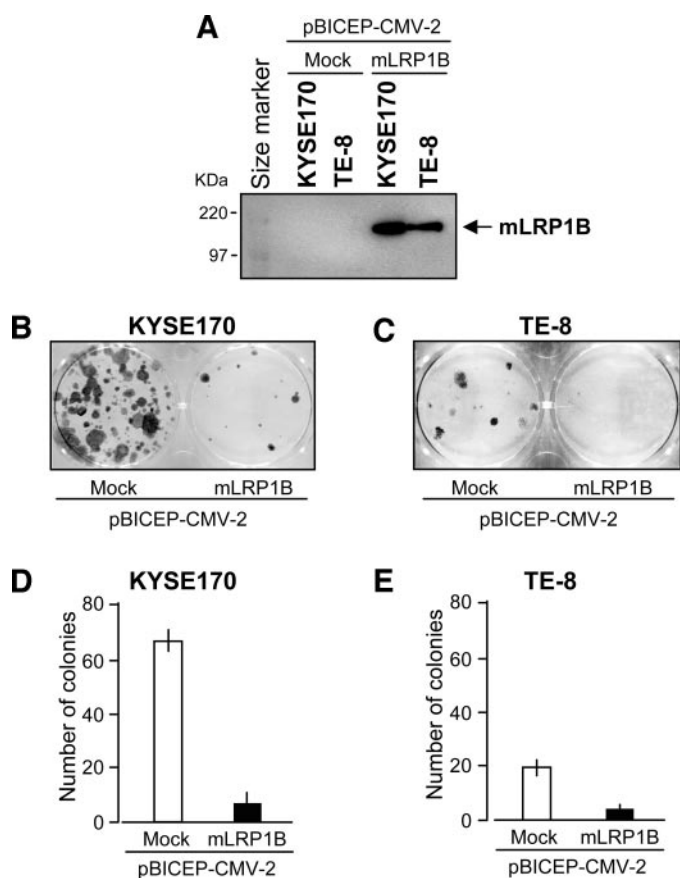 A
pBICEP-CMV-2
Mock mLRP1B
Size marker
KYSE170
TE-8
KYSE170
TE-8
KDa
220
97
mLRP1B
B
KYSE170
Mock mLRP1B
pBICEP-CMV-2
C
TE-8
Mock mLRP1B
pBICEP-CMV-2
D
KYSE170
Number of colonies
80
60
40
20
0
Mock mLRP1B
pBICEP-CMV-2
E
TE-8
Number of colonies
80
60
40
20
0
Mock mLRP1B
pBICEP-CMV-2